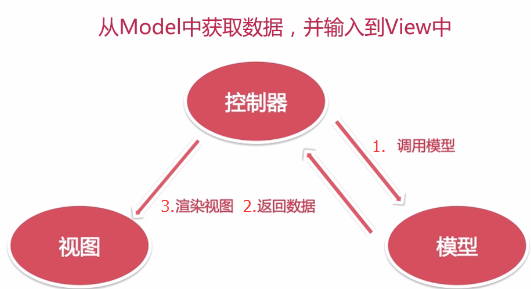 从Model中获取数据，并输入到View中
控制器
1. 调用模型
3.渲染视图 2.返回数据
视图
模型